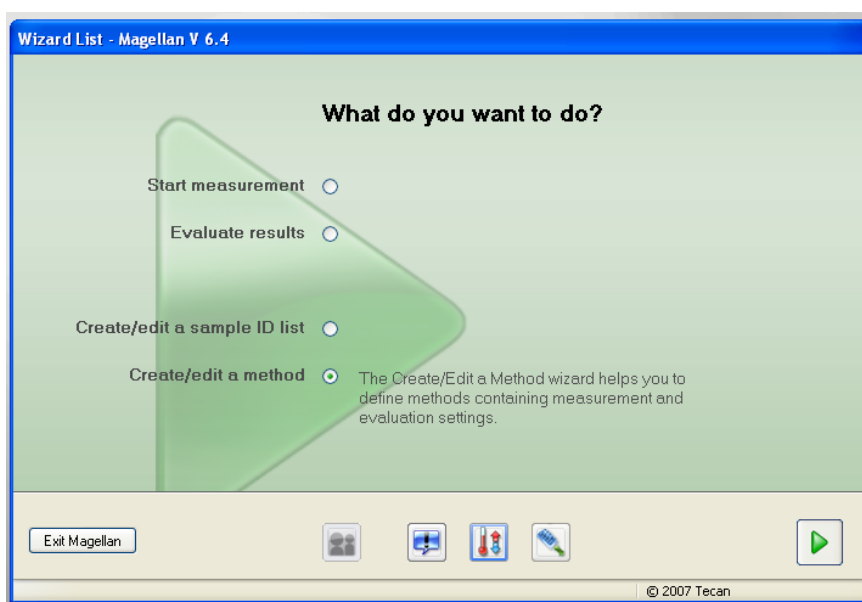 Wizard List - Magellan V 6.4
What do you want to do?
Start measurement
Evaluate results
Create/edit a sample ID list
Create/edit a method
The Create/Edit a Method wizard helps you to
define methods containing measurement and
evaluation settings.
Exit Magellan
© 2007 Tecan